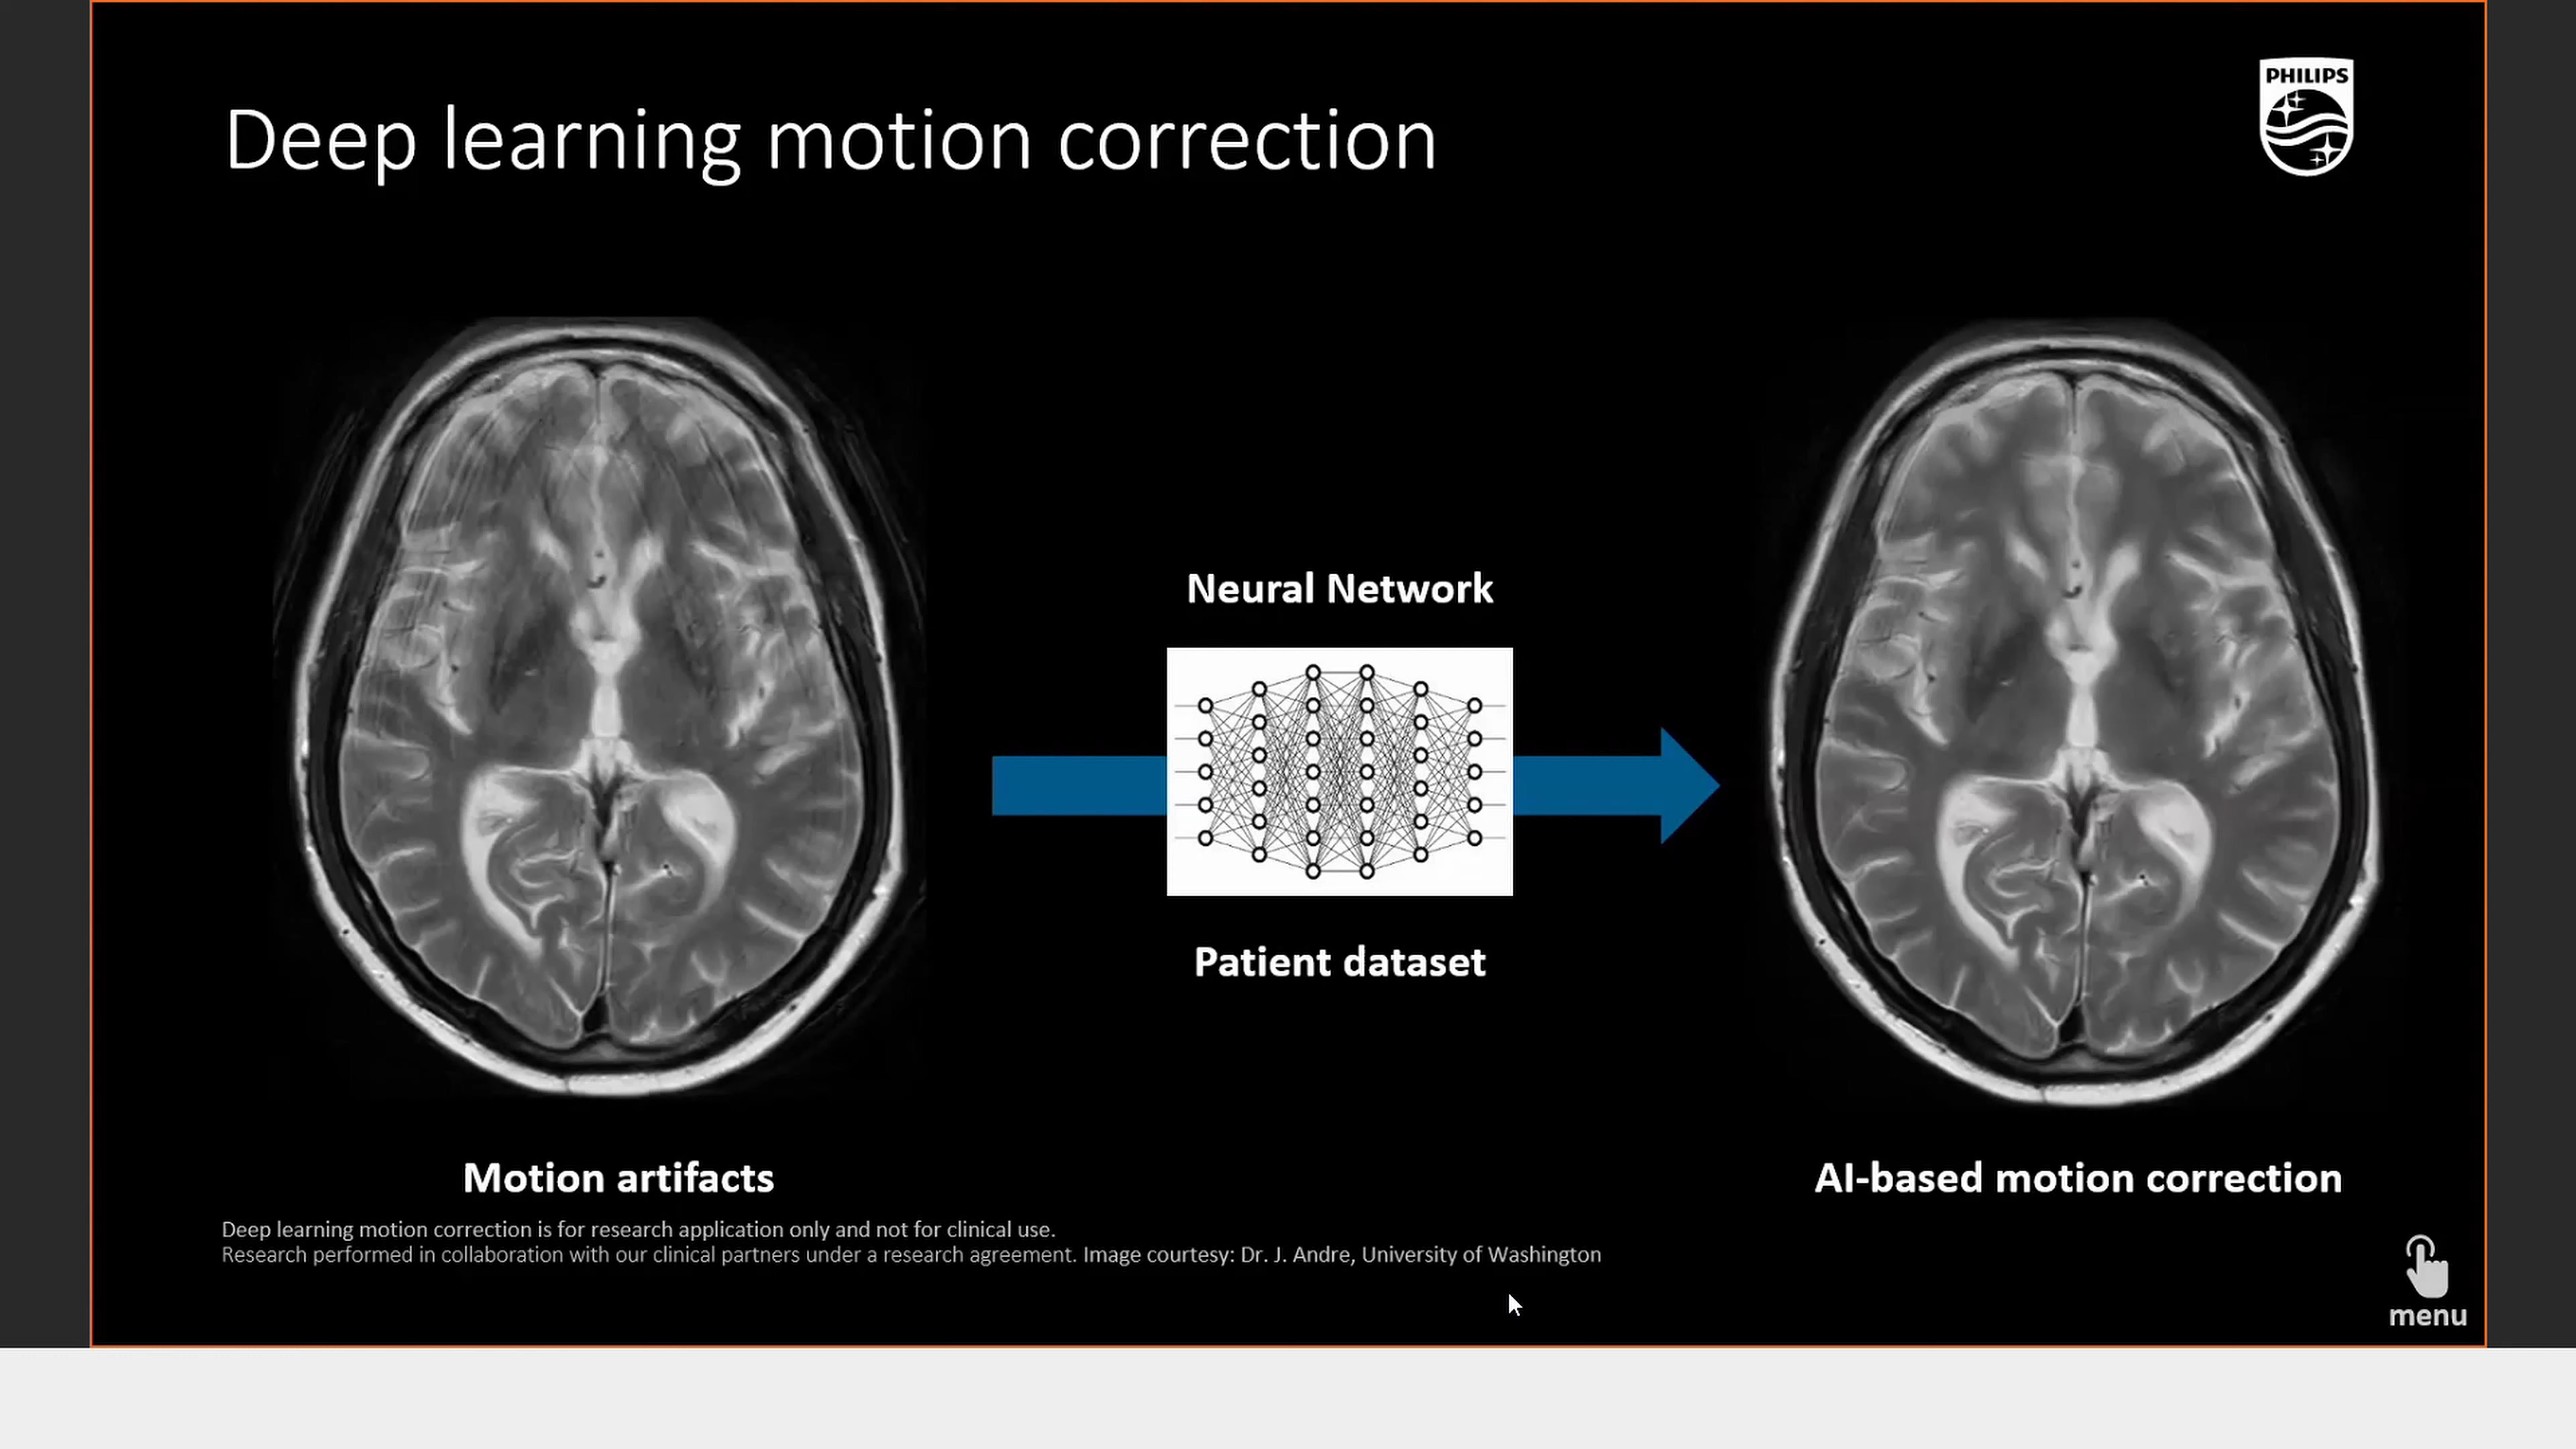 PHILIPS
Deep learning motion correction
Neural Network
Patient dataset
Motion artifacts
AI-based motion correction
Deep learning motion correction is for research application only and not for clinical use.
Research performed in collaboration with our clinical partners under a research agreement. Image courtesy: Dr. J. Andre, University of Washington
menu